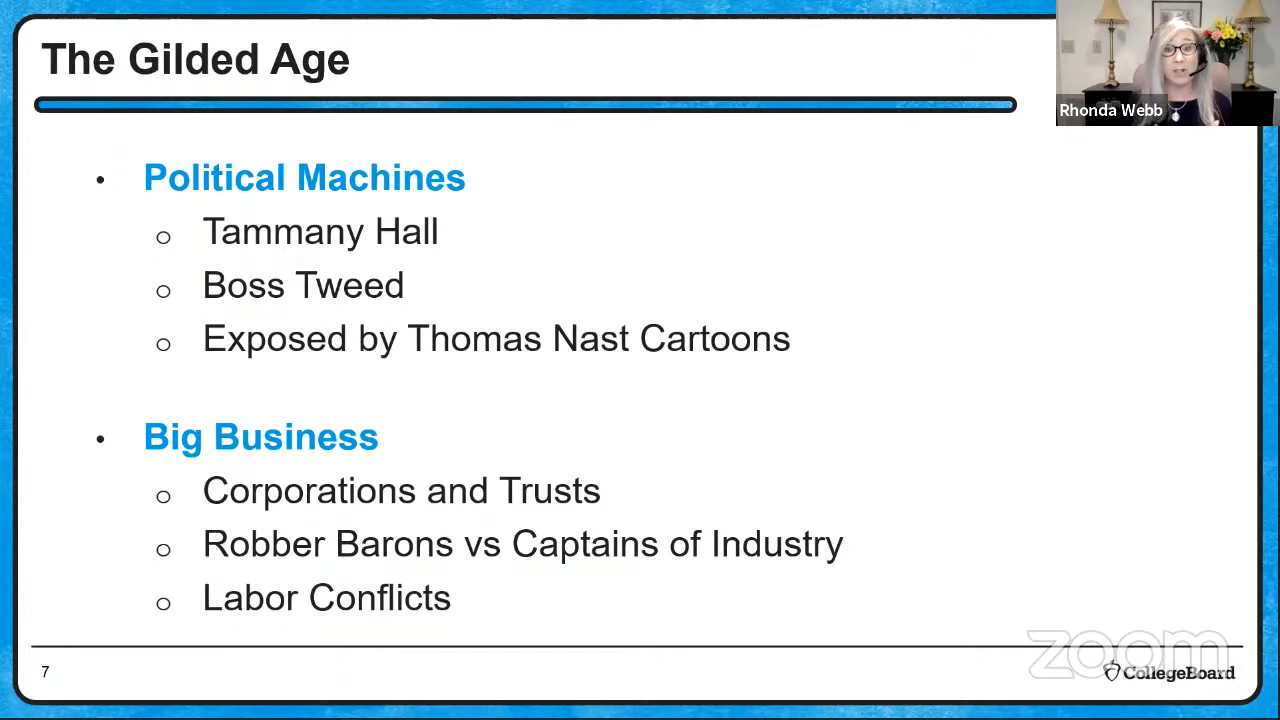 The Gilded Age
Rhonda Webb
• Political Machines
o Tammany Hall
o Boss Tweed
o Exposed by Thomas Nast Cartoons
• Big Business
o Corporations and Trusts
o Robber Barons vs Captains of Industry
o Labor Conflicts
zoom
7
CollegeBoard